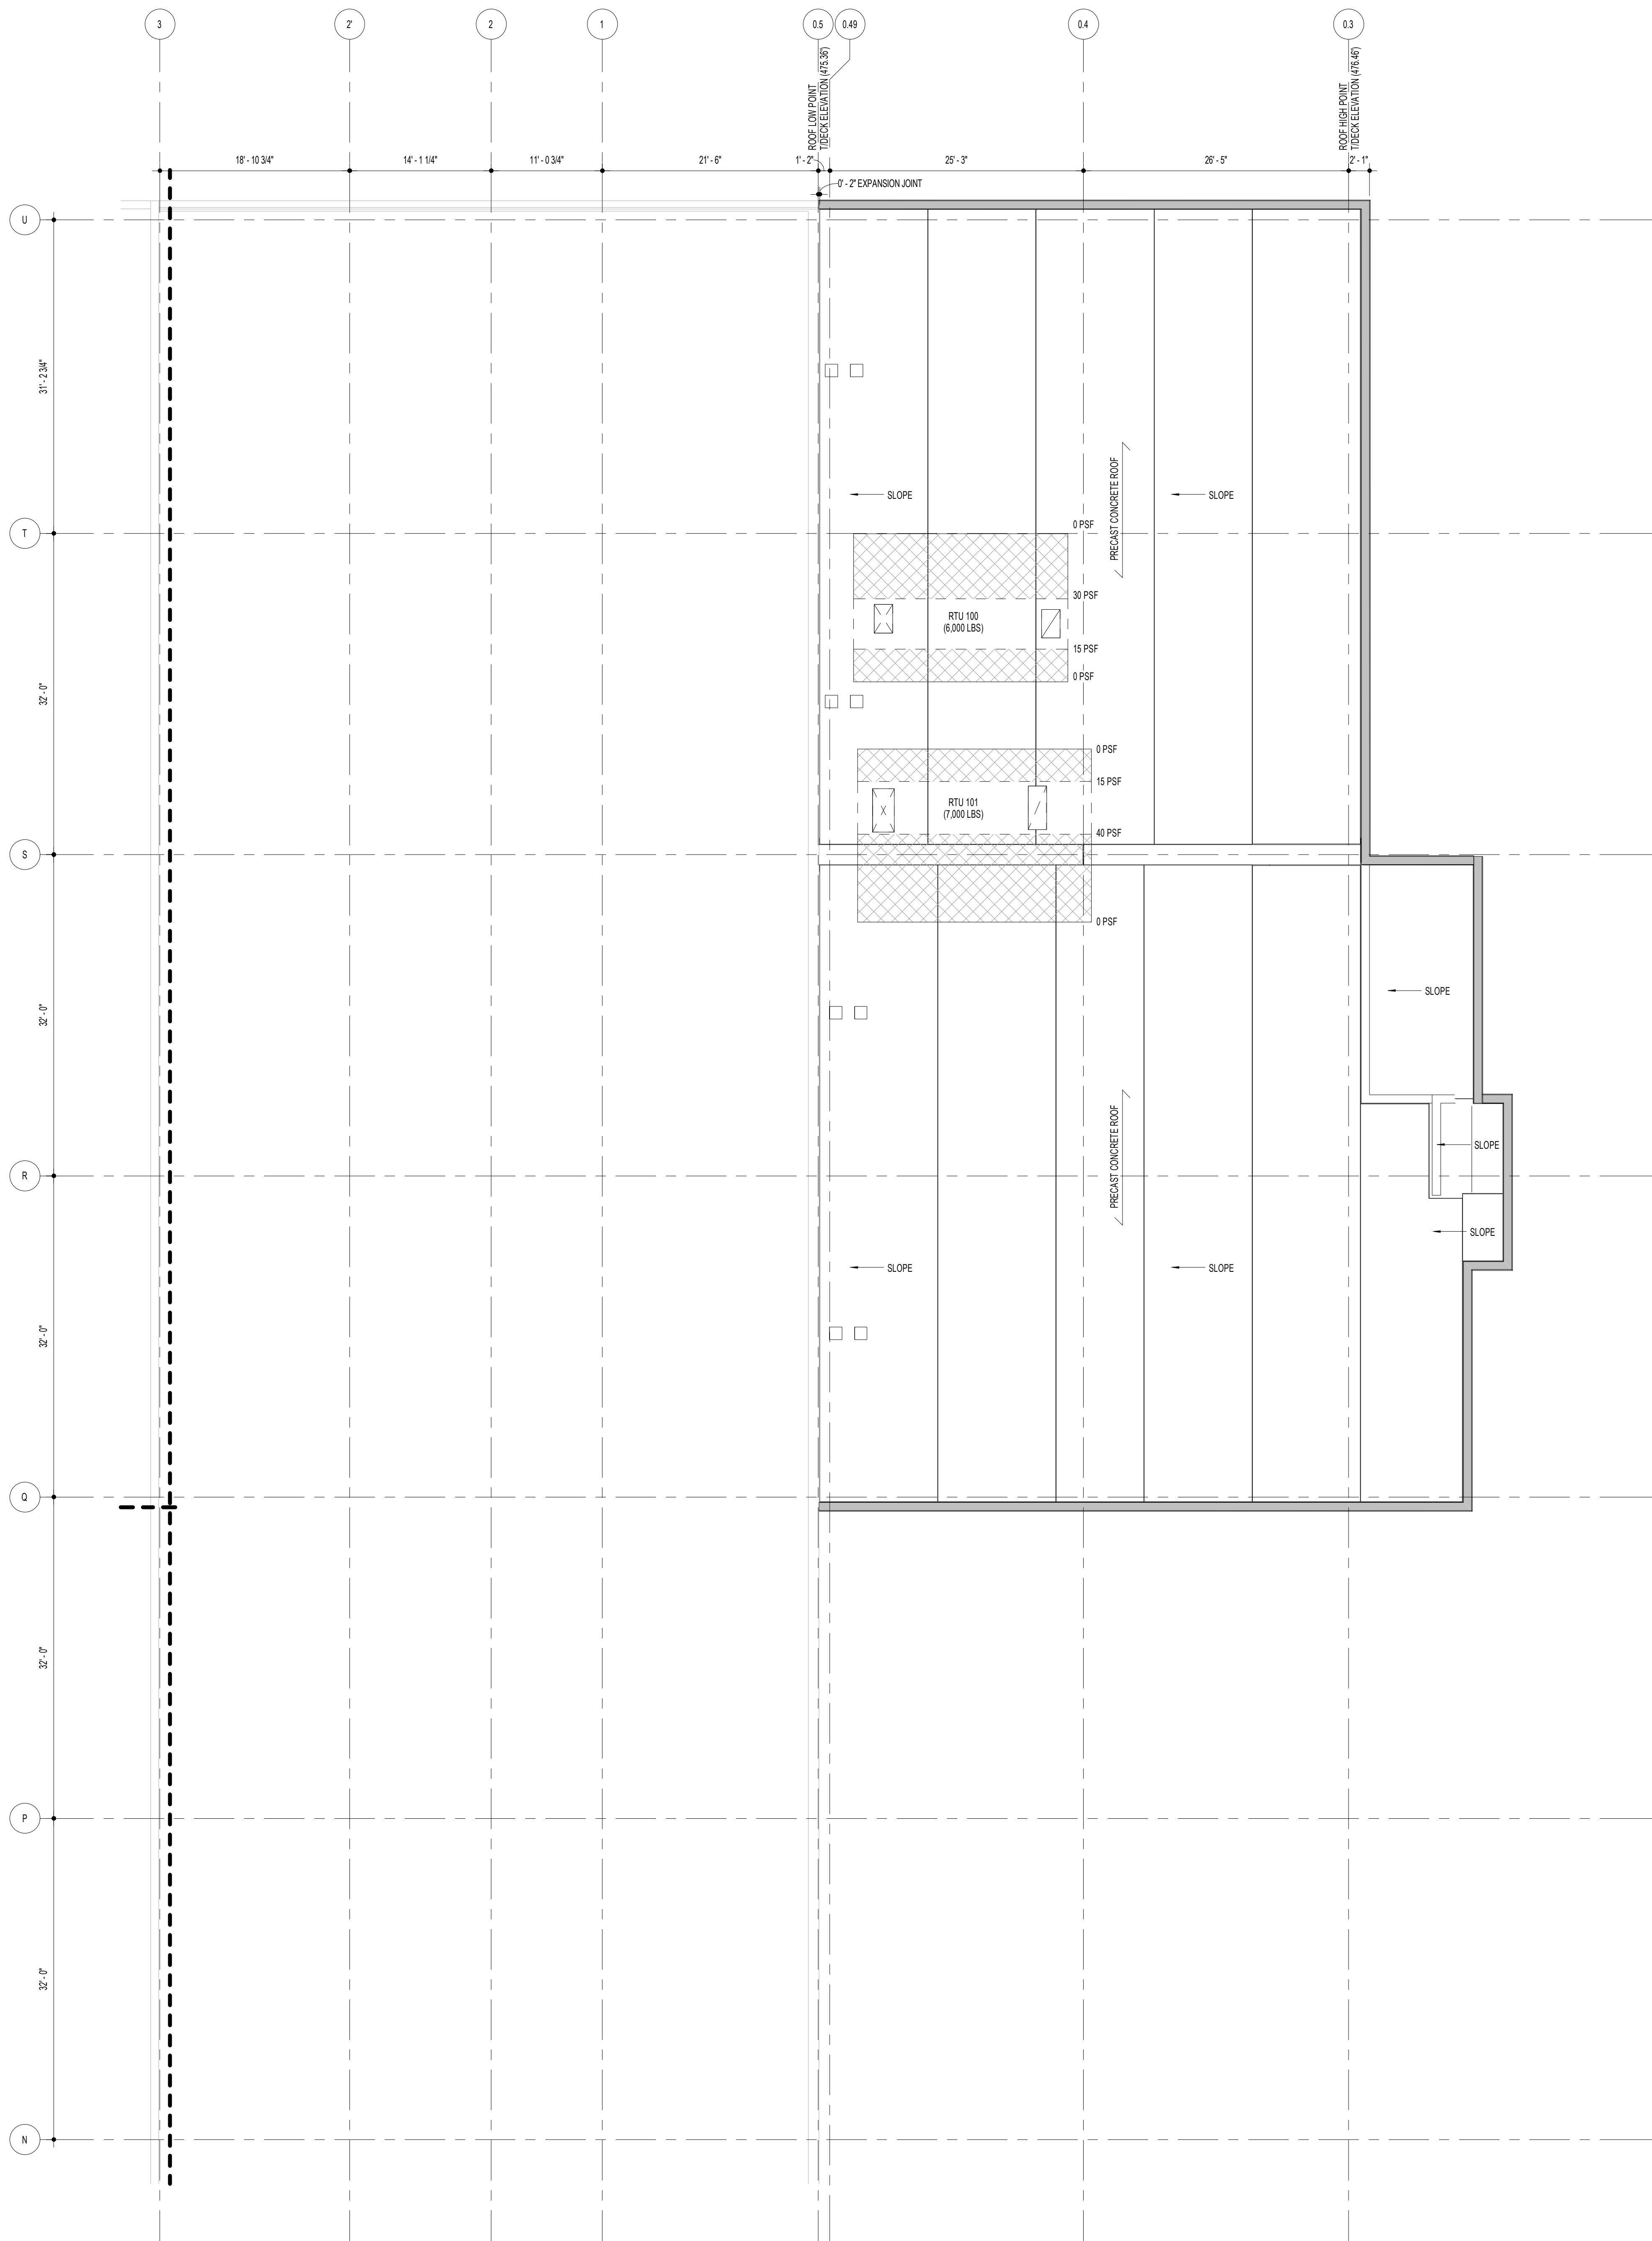 3
2'
2
1
0.5
0.49
0.4
0.3
ROOF LOW POINT
T/DECK ELEVATION (475.36')
ROOF HIGH POINT
T/DECK ELEVATION (476.46')
18' - 10 3/4"
14' - 1 1/4"
11' - 0 3/4"
21' - 6"
1' - 2"
25' - 3"
26' - 5"
2' - 1"
0' - 2" EXPANSION JOINT
U
31' - 2 3/4"
SLOPE
PRECAST CONCRETE ROOF
SLOPE
T
0 PSF
30 PSF
RTU 100
(6,000 LBS)
15 PSF
0 PSF
32' - 0"
0 PSF
15 PSF
RTU 101
(7,000 LBS)
40 PSF
S
0 PSF
SLOPE
32' - 0"
PRECAST CONCRETE ROOF
SLOPE
R
SLOPE
SLOPE
SLOPE
32' - 0"
Q
32' - 0"
P
32' - 0"
N